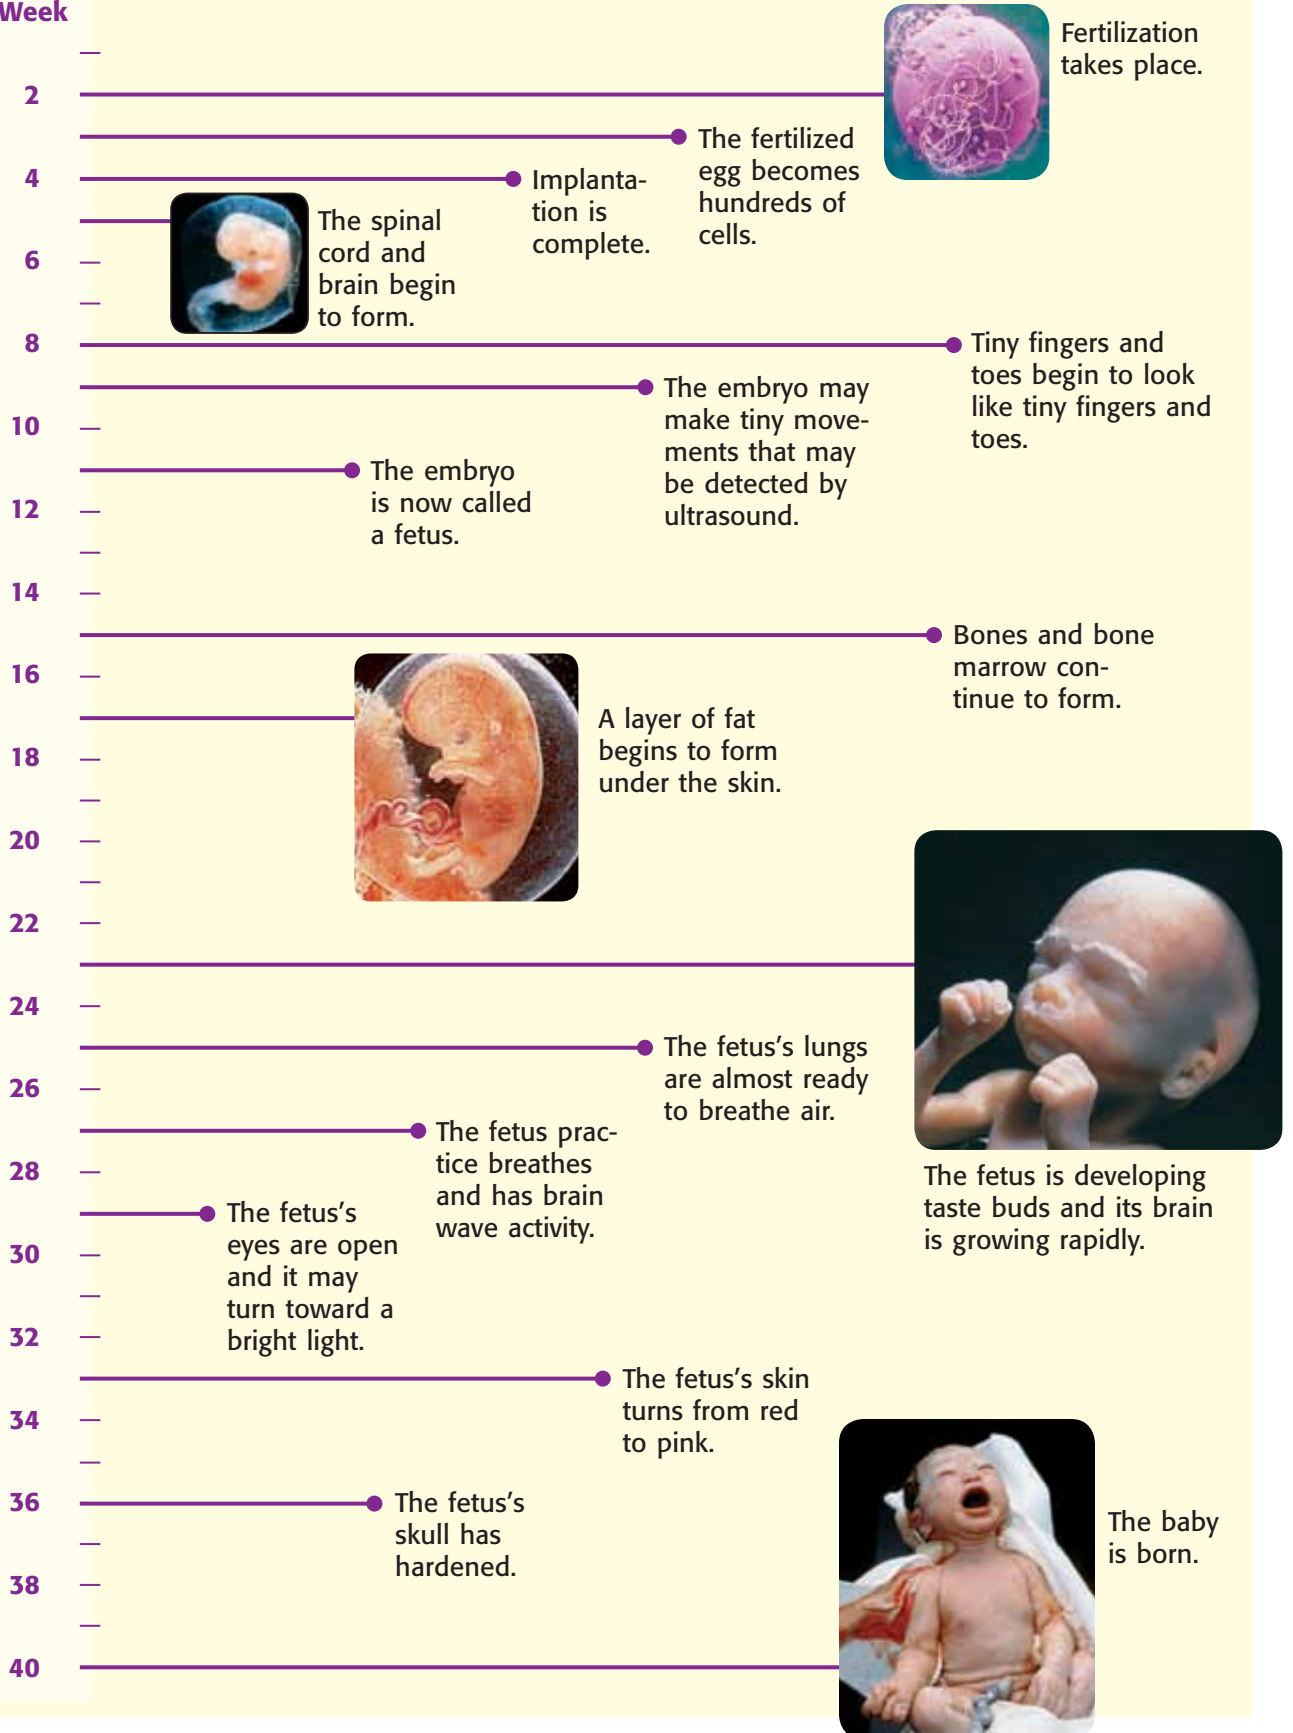 Week
Fertilization
takes place.
2
The fertilized
egg becomes
hundreds of
cells.
4
Implanta-
tion is
complete.
The spinal
cord and
brain begin
to form.
6
8
Tiny fingers and
toes begin to look
like tiny fingers and
toes.
The embryo may
make tiny move-
ments that may
be detected by
ultrasound.
10
The embryo
is now called
a fetus.
12
14
Bones and bone
marrow con-
tinue to form.
16
A layer of fat
begins to form
under the skin.
18
20
22
The fetus is developing
taste buds and its brain
is growing rapidly.
24
The fetus's lungs
are almost ready
to breathe air.
26
The fetus prac-
tice breathes
and has brain
wave activity.
28
The fetus's
eyes are open
and it may
turn toward a
bright light.
30
32
The fetus's skin
turns from red
to pink.
34
36
The fetus's
skull has
hardened.
38
40
The baby
is born.